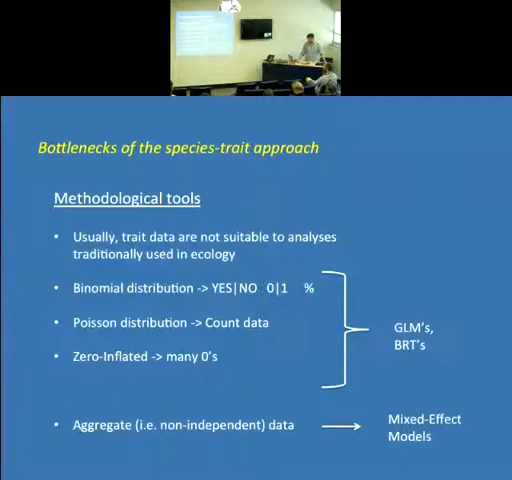 Bottlenecks of the species-trait approach
Methodological tools
• Usually, trait data are not suitable to analyses
traditionally used in ecology
• Binomial distribution -> YES|NO 0|1 %
• Poisson distribution -> Count data
• Zero-Inflated -> many 0's
GLM's,
BRT's
• Aggregate (i.e. non-independent) data
Mixed-Effect
Models